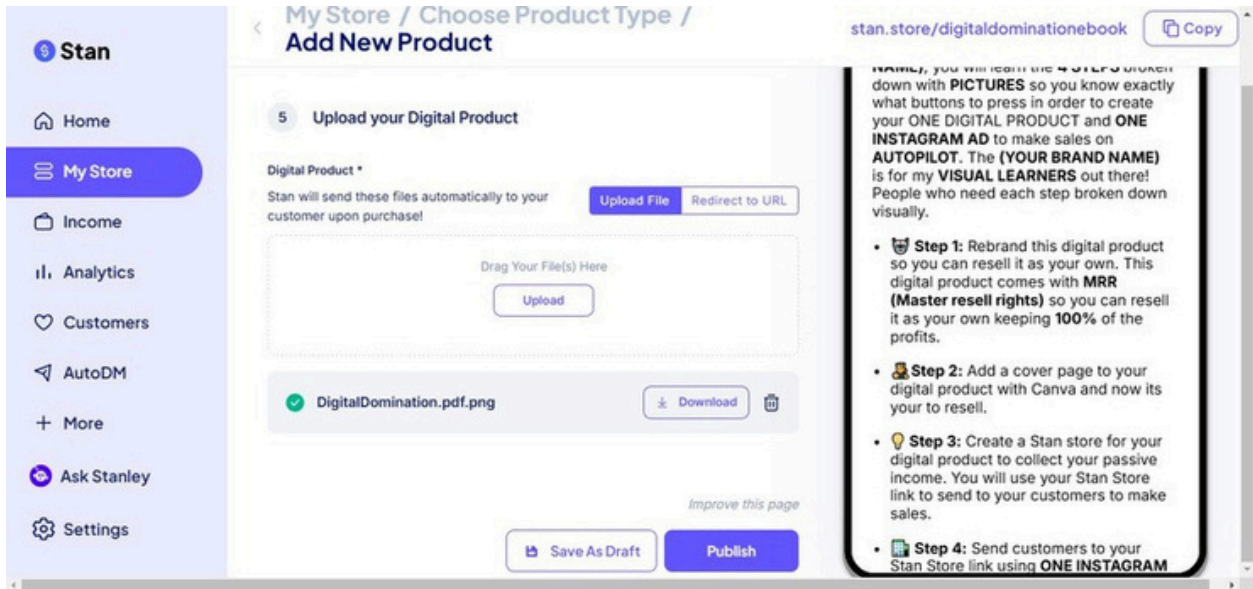 Stan
Home
My Store
Income
Analytics
Customers
AutoDM
More
Ask Stanley
Settings
My Store / Choose Product Type /
Add New Product
stan.store/digitaldominationebook
Copy
5 Upload your Digital Product
Digital Product *
Stan will send these files automatically to your
customer upon purchase!
Upload File
Redirect to URL
Drag Your File(s) Here
Upload
DigitalDomination.pdf.png
Download
Improve this page
Save As Draft
Publish
NAME), you will learn the 4 STEPS broken
down with PICTURES so you know exactly
what buttons to press in order to create
your ONE DIGITAL PRODUCT and ONE
INSTAGRAM AD to make sales on
AUTOPILOT. The (YOUR BRAND NAME)
is for my VISUAL LEARNERS out there!
People who need each step broken down
visually.
• Step 1: Rebrand this digital product
so you can resell it as your own. This
digital product comes with MRR
(Master resell rights) so you can resell
it as your own keeping 100% of the
profits.
• Step 2: Add a cover page to your
digital product with Canva and now its
your to resell.
• Step 3: Create a Stan store for your
digital product to collect your passive
income. You will use your Stan Store
link to send to your customers to make
sales.
• Step 4: Send customers to your
Stan Store link using ONE INSTAGRAM